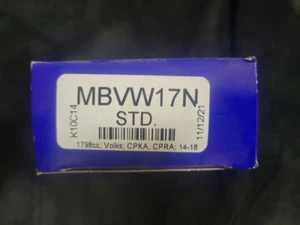 MBVW17N
STD.
K10C14
11/12/21
1798cc; Volks; CPKA, CPRA; 14-18